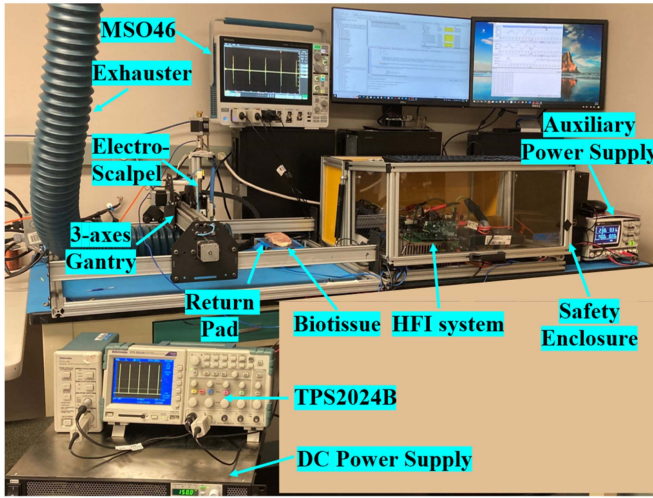 MSO46
Exhauster
Electro-
Scalpel
Auxiliary
Power Supply
3-axes
Gantry
Return
Pad
Biotissue
HFI system
Safety
Enclosure
TPS2024B
DC Power Supply